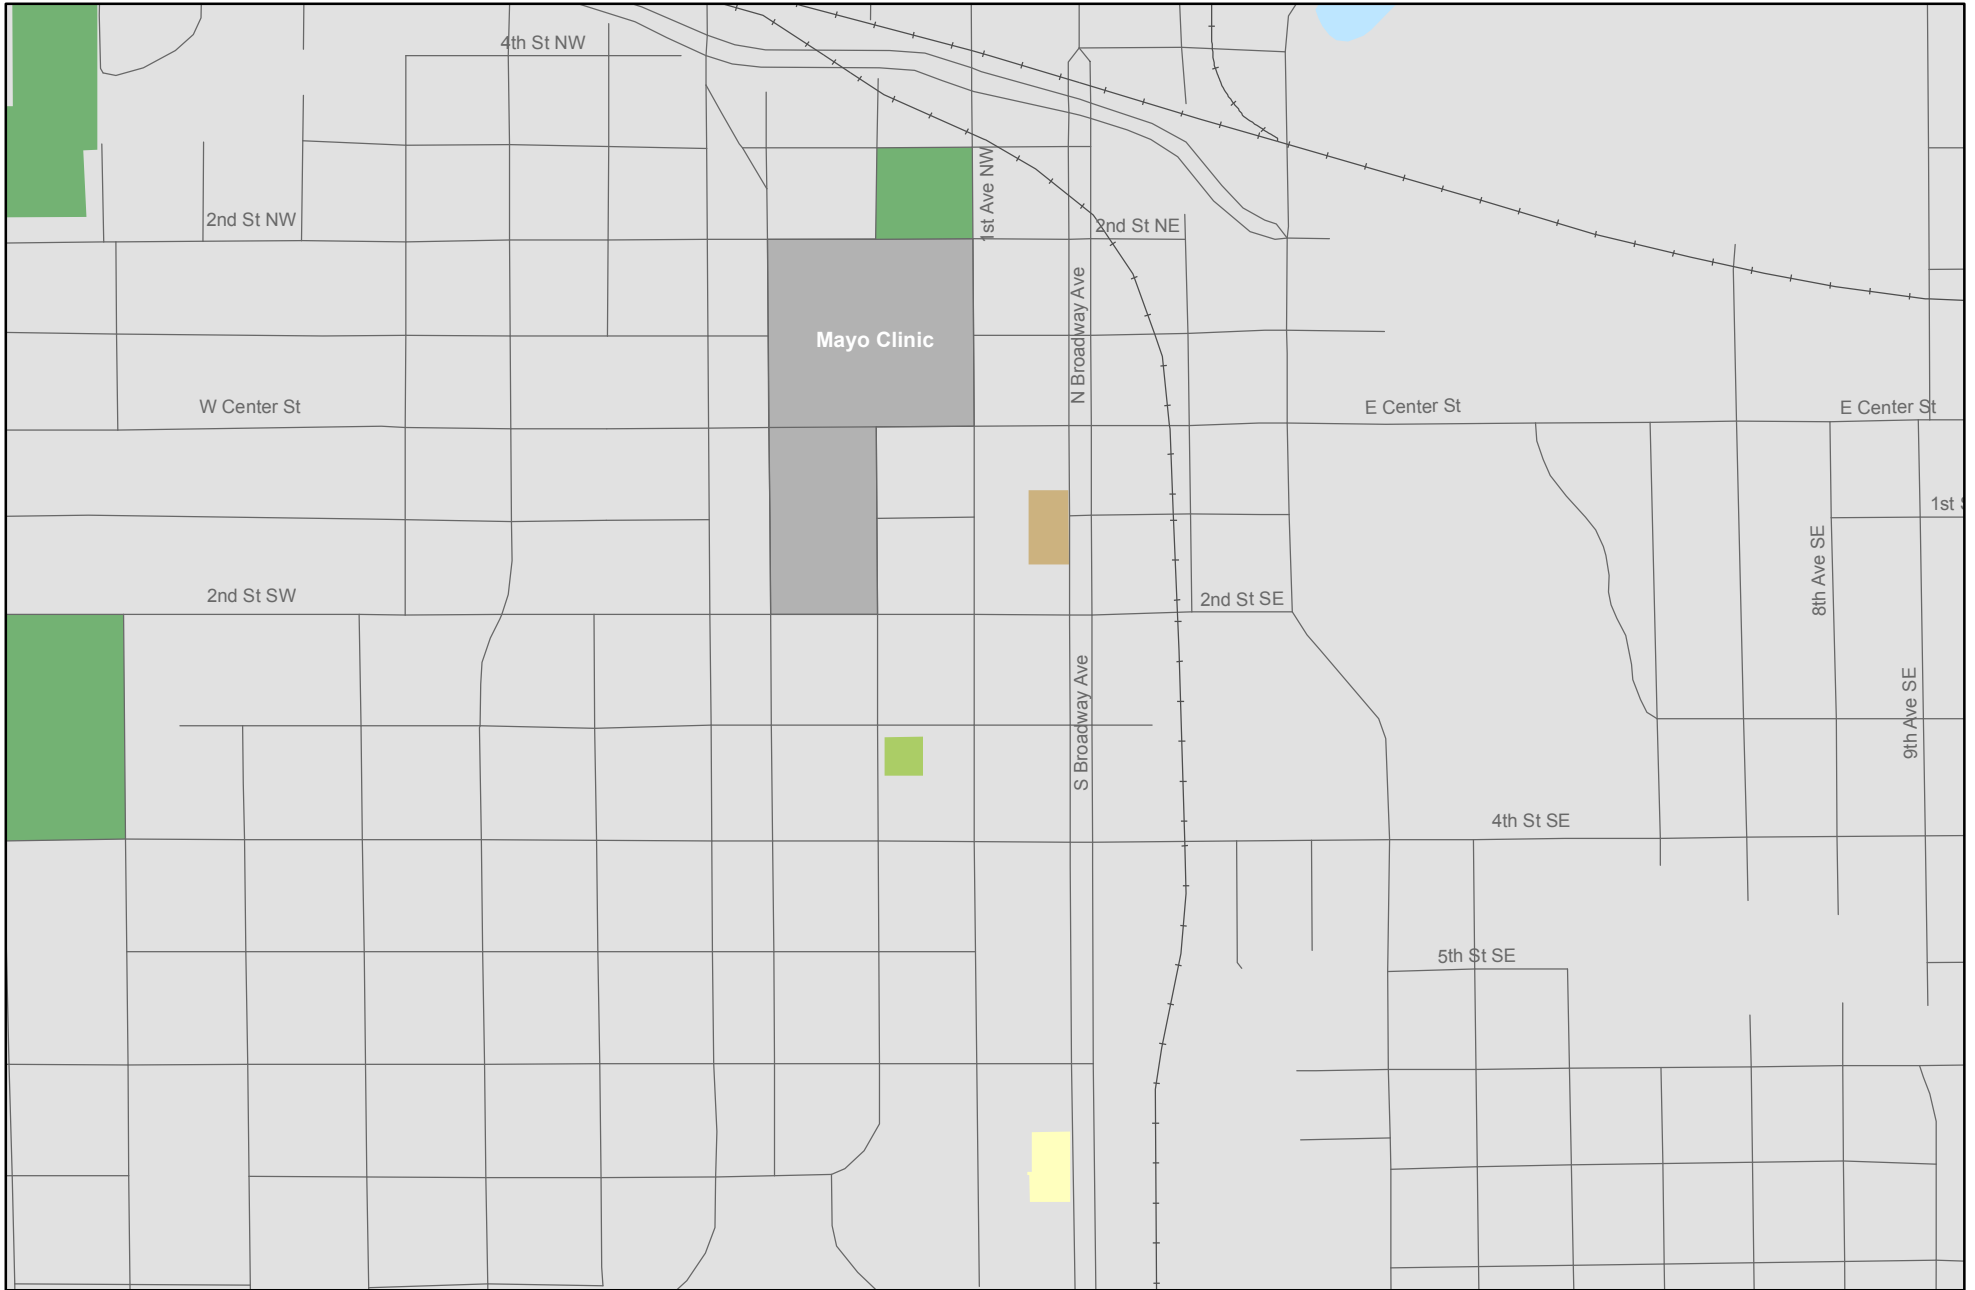 4th St NW
1st Ave NW
2nd St NW
2nd St NE
N Broadway Ave
Mayo Clinic
W Center St
E Center St
E Center St
1st S
8th Ave SE
2nd St SW
2nd St SE
S Broadway Ave
9th Ave SE
4th St SE
5th St SE